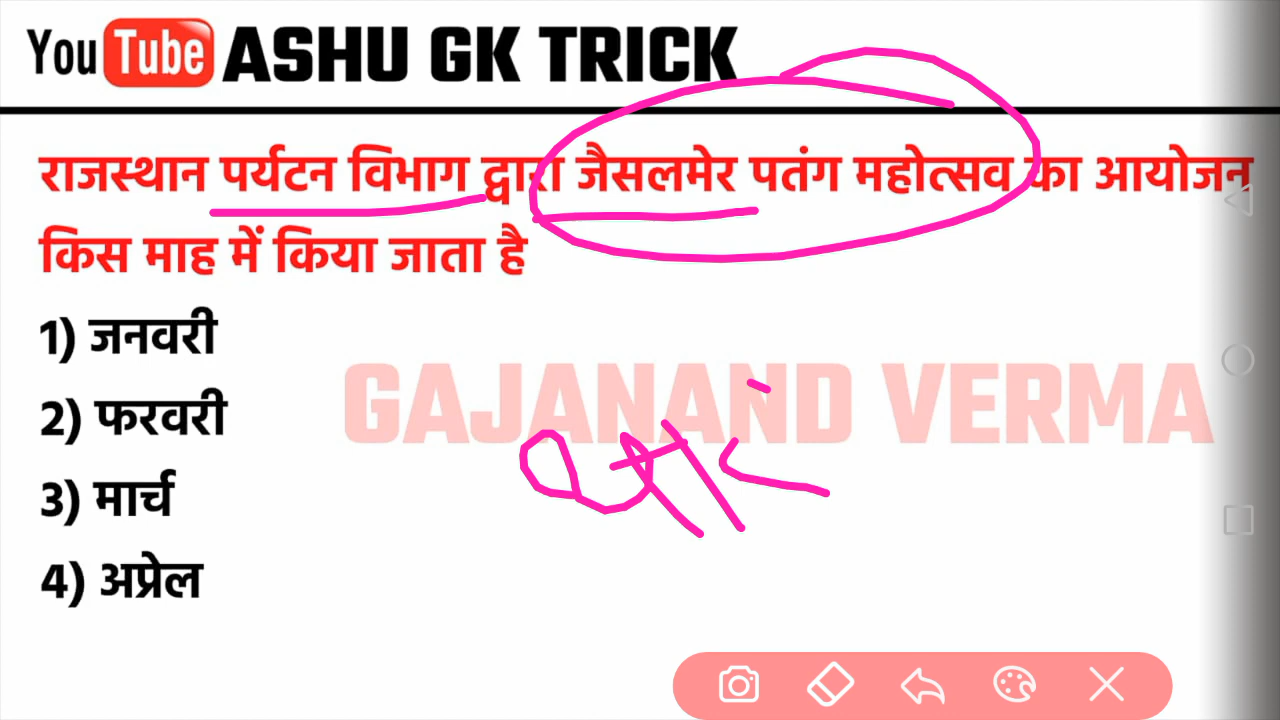 YouTube ASHU GK TRICK
राजस्थान पर्यटन विभाग द्वारा जैसलमेर पतंग महोत्सव का आयोजन
किस माह में किया जाता है
1) जनवरी
2) फरवरी
GAJANAND VERMA
3) मार्च
4) अप्रेल